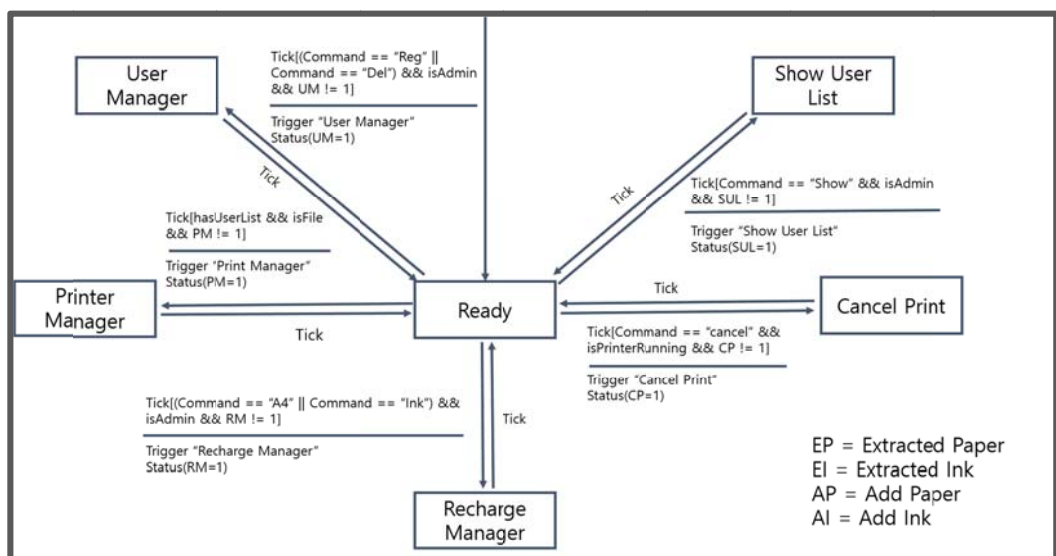 User
Manager
Tick[(Command == "Reg" ||
Command == "Del") && isAdmin
&& UM != 1]
Trigger "User Manager"
Status(UM=1)
Tick
Show User
List
Tick
Tick[Command == "Show" && isAdmin
&& SUL != 1]
Trigger "Show User List"
Status(SUL=1)
Tick[hasUserList && isFile
&& PM != 1]
Trigger "Print Manager"
Status(PM=1)
Printer
Manager
Tick
Ready
Tick
Cancel Print
Tick[Command == "cancel" &&
isPrinterRunning && CP != 1]
Trigger "Cancel Print"
Status(CP=1)
Tick[(Command == "A4" || Command == "Ink") &&
isAdmin && RM != 1]
Trigger "Recharge Manager"
Status(RM=1)
Tick
Recharge
Manager
EP = Extracted Paper
EI = Extracted Ink
AP = Add Paper
AI = Add Ink